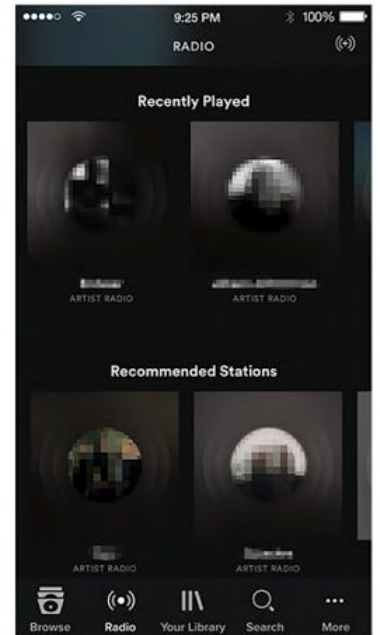 9:25 PM 100%
RADIO
Recently Played
ARTIST RADIO ARTIST RADIO
Recommended Stations
ARTIST RADIO ARTIST RADIO
Browse Radio Your Library Search More